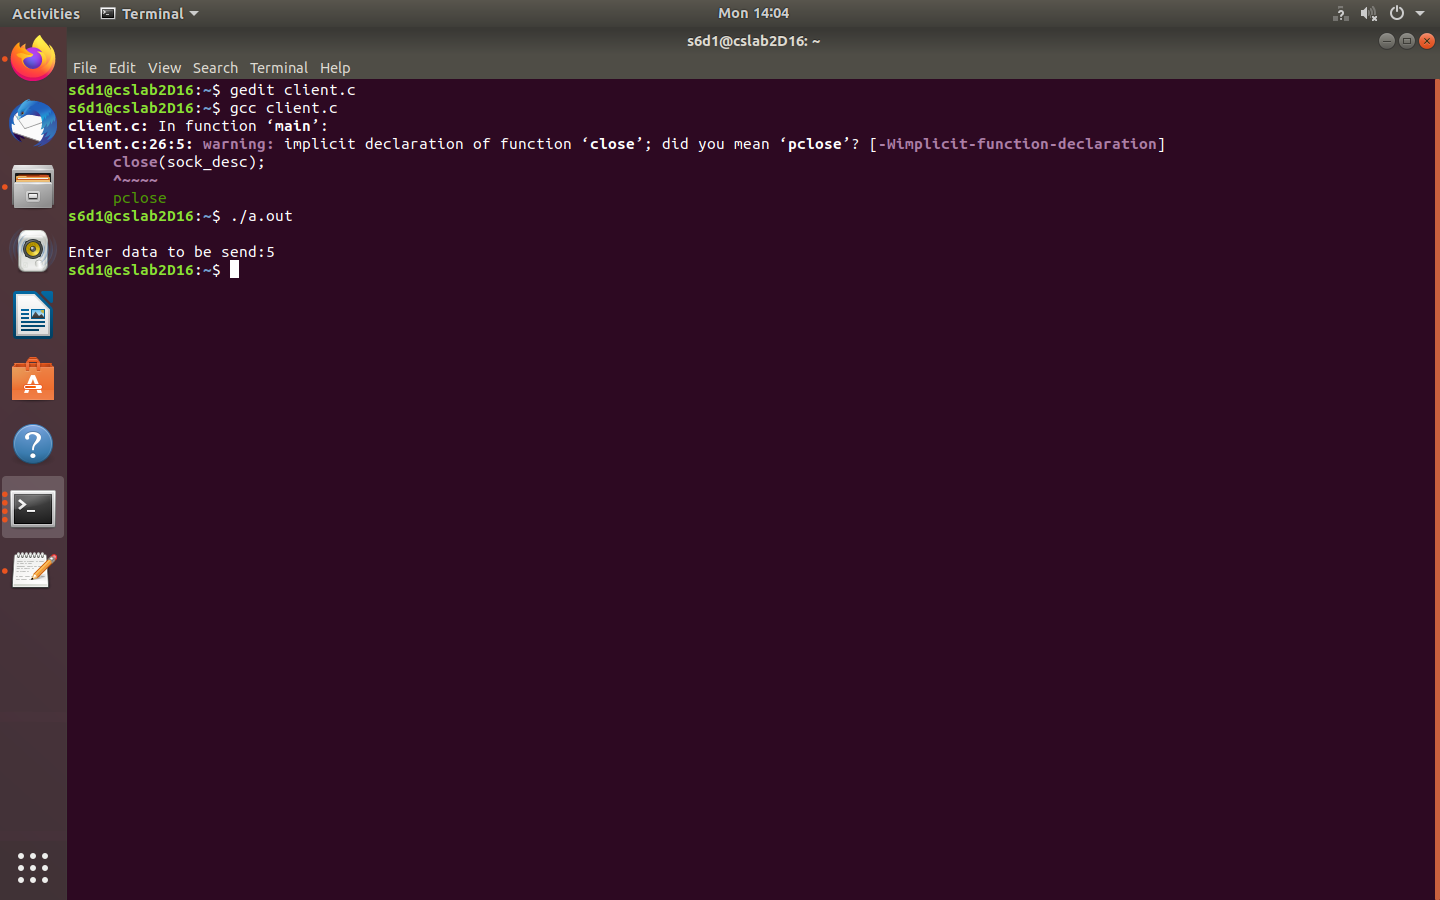 Activities Terminal Mon 14:04
s6d1@cslab2D16: ~
File Edit View Search Terminal Help
s6d1@cslab2D16:~$ gedit client.c
s6d1@cslab2D16:~$ gcc client.c
client.c: In function ‘main’:
client.c:26:5: warning: implicit declaration of function ‘close’; did you mean ‘pclose’? [-Wimplicit-function-declaration]
     close(sock_desc);
     ^~~~~
     pclose
s6d1@cslab2D16:~$ ./a.out

Enter data to be send:5
s6d1@cslab2D16:~$